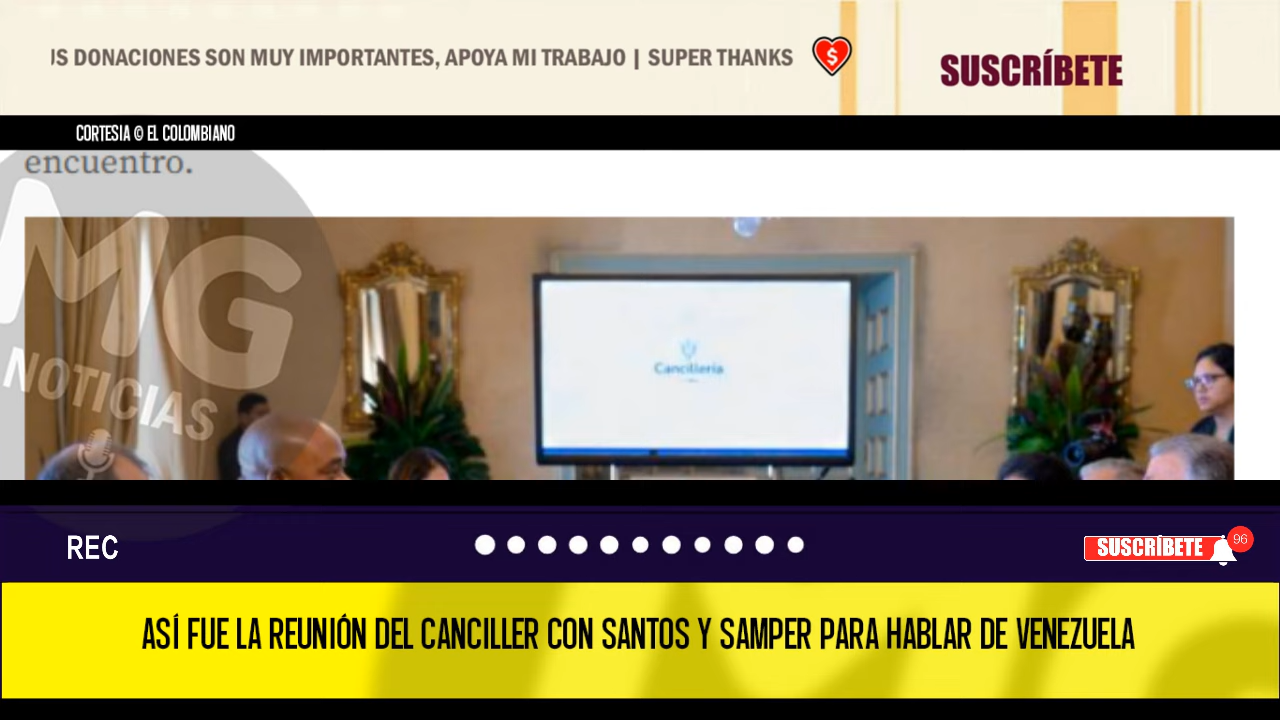 US DONACIONES SON MUY IMPORTANTES, APOYA MI TRABAJO | SUPER THANKS
$
SUSCRÍBETE
CORTESIA © EL COLOMBIANO
encuentro.
MG
NOTICIAS
Cancillería
REC
SUSCRÍBETE
96
ASÍ FUE LA REUNIÓN DEL CANCILLER CON SANTOS Y SAMPER PARA HABLAR DE VENEZUELA